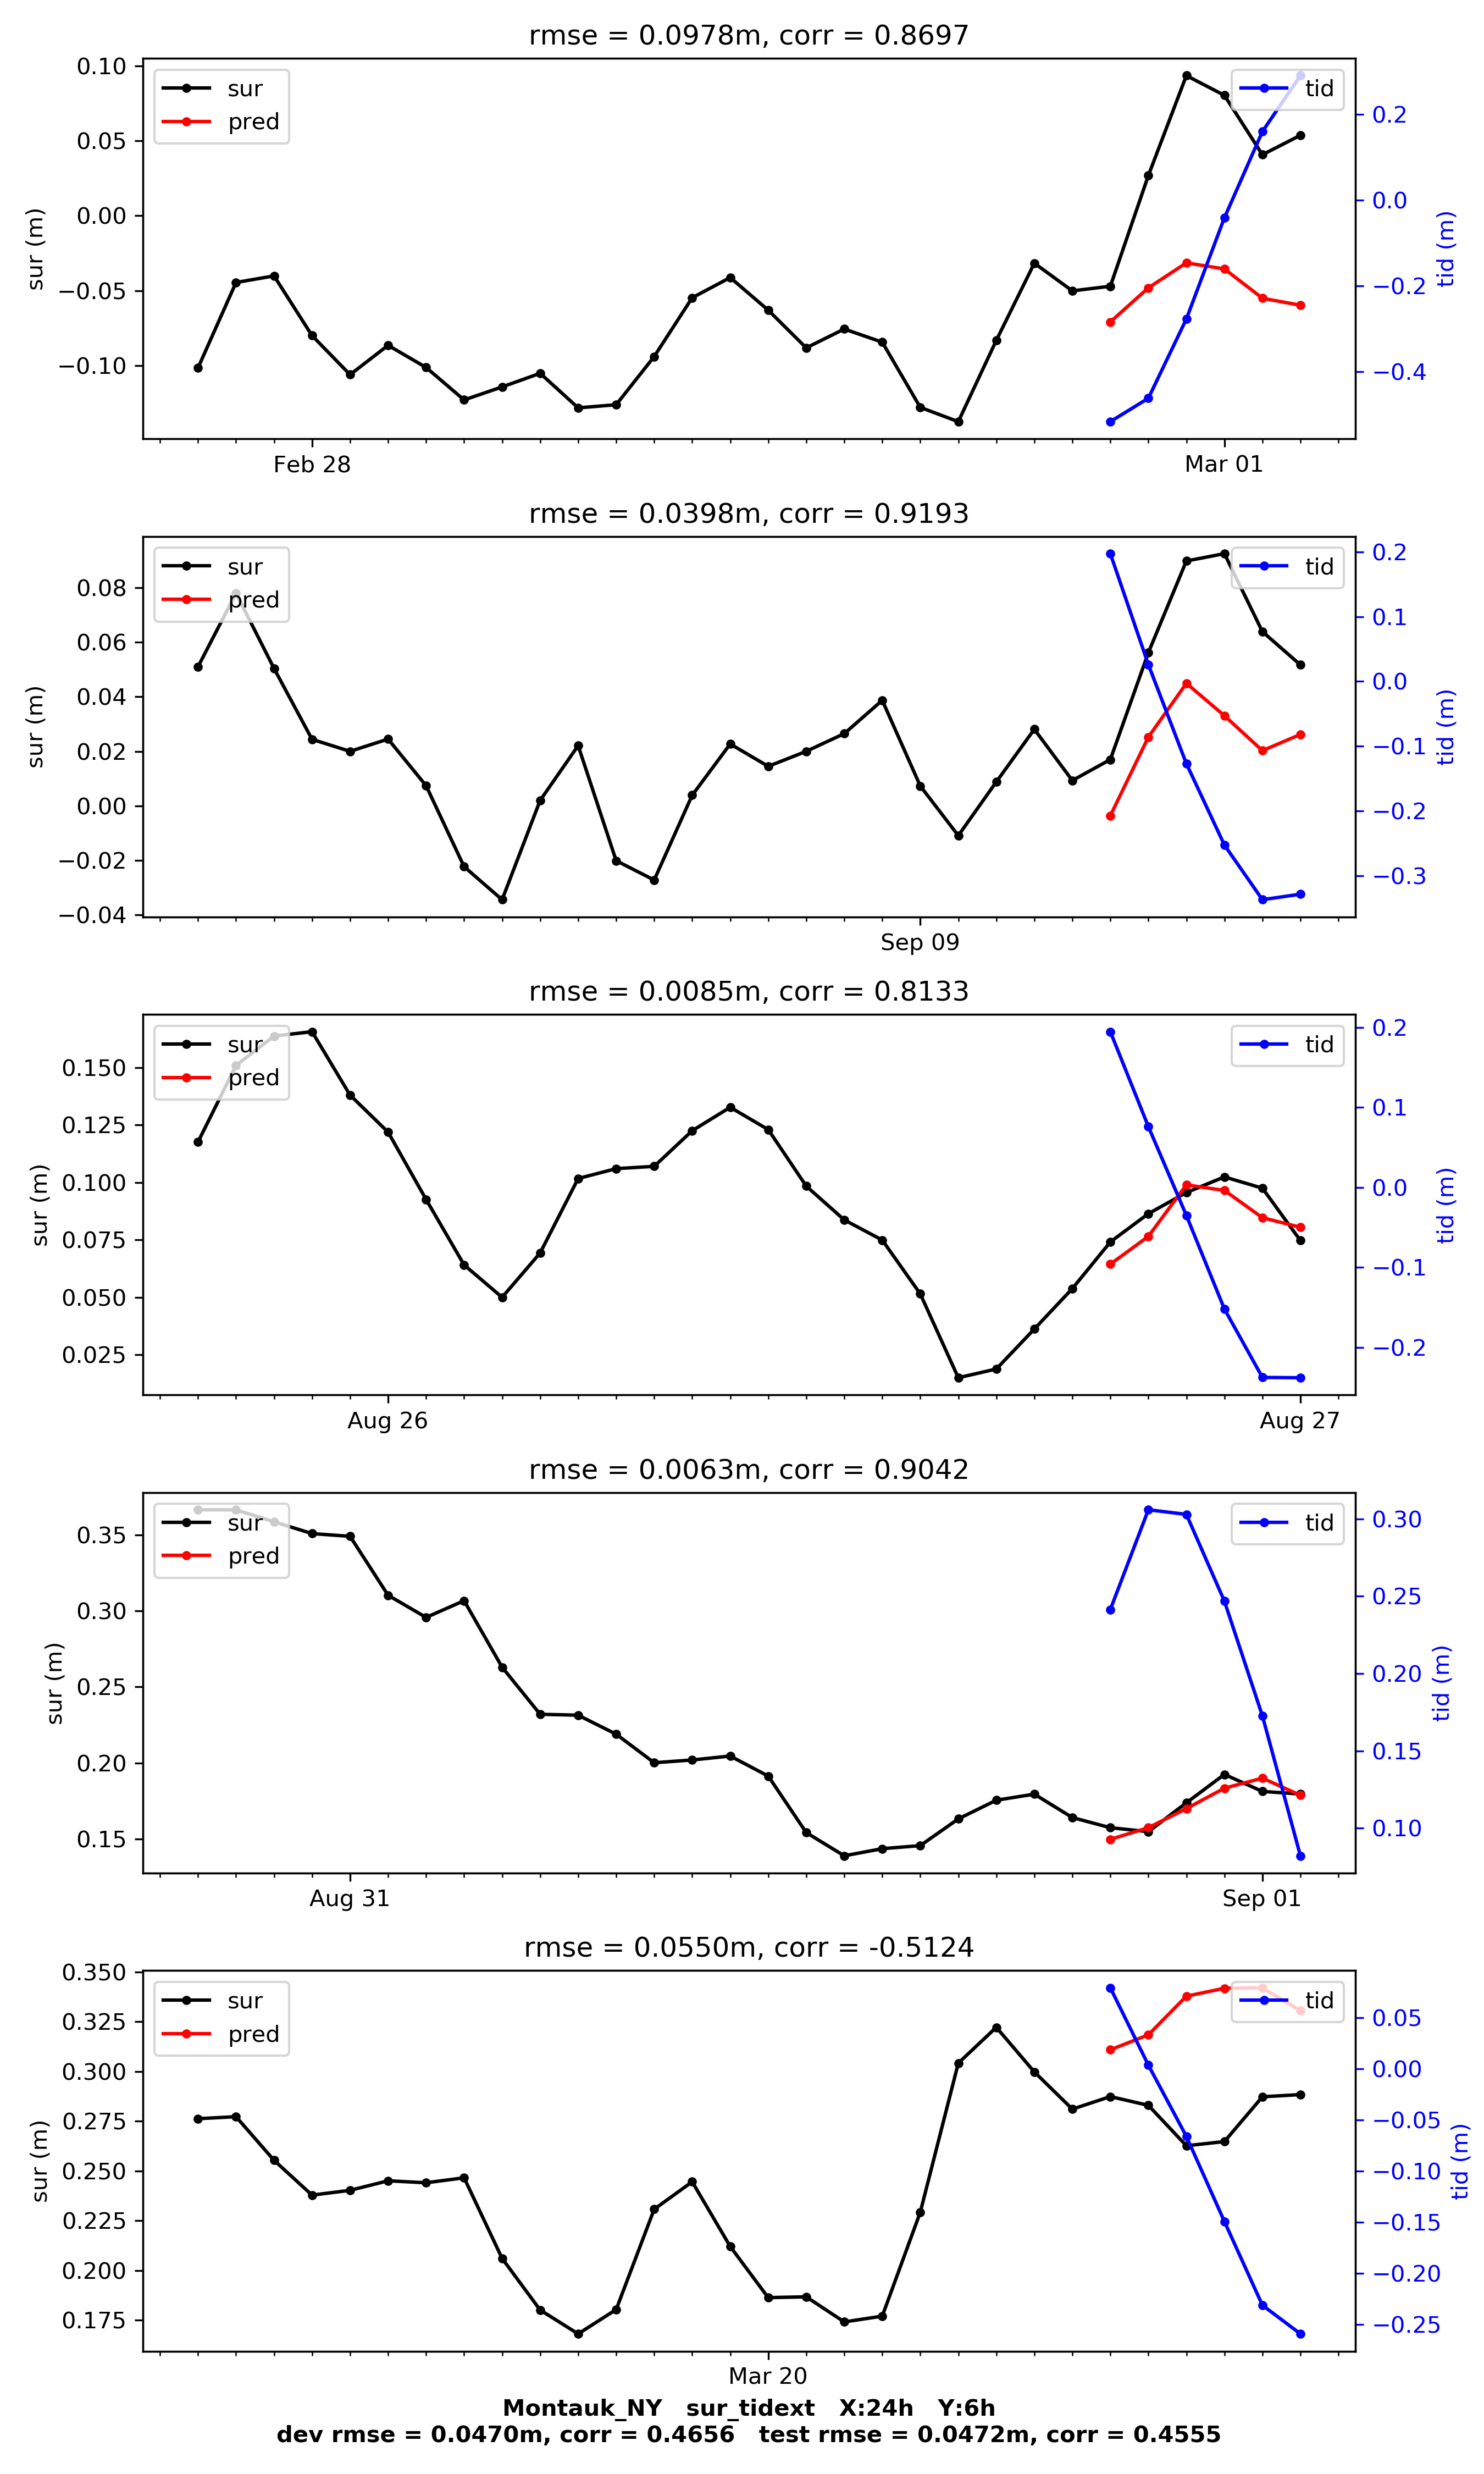 rmse = 0.0978m, corr = 0.8697
0.10
0.05
0.00
−0.05
−0.10
sur (m)
sur
pred
tid
0.2
0.0
−0.2
−0.4
tid (m)
Feb 28
Mar 01
rmse = 0.0398m, corr = 0.9193
0.08
0.06
0.04
0.02
0.00
−0.02
−0.04
sur (m)
sur
pred
tid
0.2
0.1
0.0
−0.1
−0.2
−0.3
tid (m)
Sep 09
rmse = 0.0085m, corr = 0.8133
0.150
0.125
0.100
0.075
0.050
0.025
sur (m)
sur
pred
tid
0.2
0.1
0.0
−0.1
−0.2
tid (m)
Aug 26
Aug 27
rmse = 0.0063m, corr = 0.9042
0.35
0.30
0.25
0.20
0.15
sur (m)
sur
pred
tid
0.30
0.25
0.20
0.15
0.10
tid (m)
Aug 31
Sep 01
rmse = 0.0550m, corr = -0.5124
0.350
0.325
0.300
0.275
0.250
0.225
0.200
0.175
sur (m)
sur
pred
tid
0.05
0.00
−0.05
−0.10
−0.15
−0.20
−0.25
tid (m)
Mar 20
Montauk_NY sur_tidext X:24h Y:6h
dev rmse = 0.0470m, corr = 0.4656 test rmse = 0.0472m, corr = 0.4555